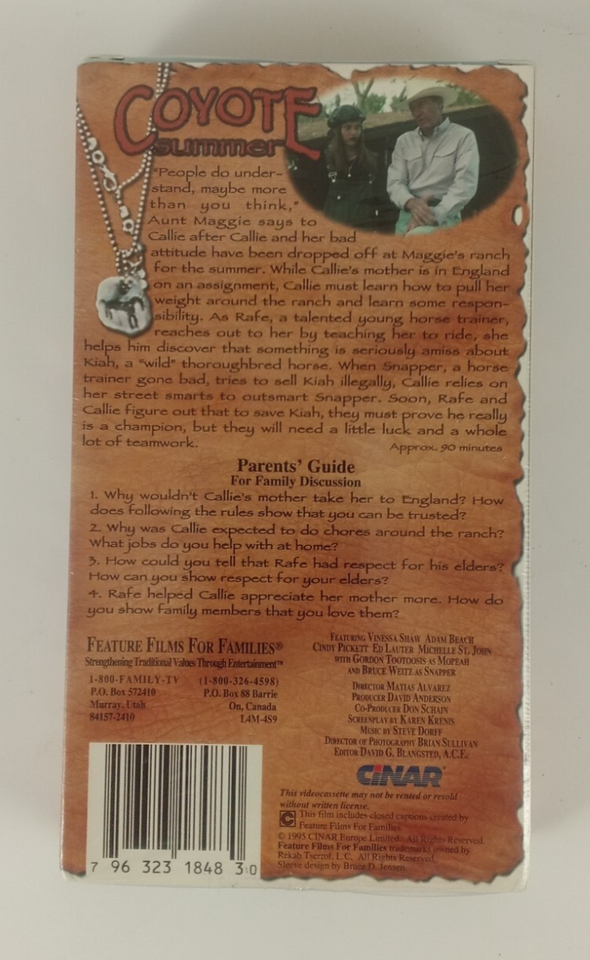 COYOTE
summer
"People do under-
stand, maybe more
than you think,"
Aunt Maggie says to
Callie after Callie and her bad
attitude have been dropped off at Maggie's ranch
for the summer. While Callie's mother is in England
on an assignment, Callie must learn how to pull her
weight around the ranch and learn some respon-
sibility. As Rafe, a talented young horse trainer,
reaches out to her by teaching her to ride, she
helps him discover that something is seriously amiss about
Kiah, a "wild" thoroughbred horse. When Snapper, a horse
trainer gone bad, tries to sell Kiah illegally, Callie relies on
her street smarts to outsmart Snapper. Soon, Rafe and
Callie figure out that to save Kiah, they must prove he really
is a champion, but they will need a little luck and a whole
lot of teamwork.
Approx. 90 minutes
Parents' Guide
For Family Discussion
1. Why wouldn't Callie's mother take her to England? How
does following the rules show that you can be trusted?
2. Why was Callie expected to do chores around the ranch?
What jobs do you help with at home?
3. How could you tell that Rafe had respect for his elders?
How can you show respect for your elders?
4. Rafe helped Callie appreciate her mother more. How do
you show family members that you love them?
FEATURE FILMS FOR FAMILIES®
Strengthening Traditional Values Through Entertainment™
1-800-FAMILY-TV (1-800-326-4598)
P.O. Box 572410 P.O. Box 88 Barrie
Murray, Utah On, Canada
84157-2410 L4M-4S9
FEATURING VINESSA SHAW ADAM BEACH
CINDY PICKETT ED LAUTER MICHELLE ST. JOHN
WITH GORDON TOOTOOSIS AS MOPEAH
AND BRUCE WEITZ AS SNAPPER
DIRECTOR MATIAS ALVAREZ
PRODUCER DAVID ANDERSON
CO-PRODUCER DON SCHAIN
SCREENPLAY BY KAREN KRENIS
MUSIC BY STEVE DORFF
DIRECTOR OF PHOTOGRAPHY BRIAN SULLIVAN
EDITOR DAVID G. BLANGSTED, A.C.E.
CINAR
This videocassette may not be rented or resold
without written license.
C This film includes closed captions created by
Feature Films For Families.
© 1995 CINAR Europe Limited. All Rights Reserved.
Feature Films For Families trademarks owned by
Rekab Tserrof, L.C. All Rights Reserved.
Sleeve design by Bruce D. Jensen
7 96 323 1848 3 0